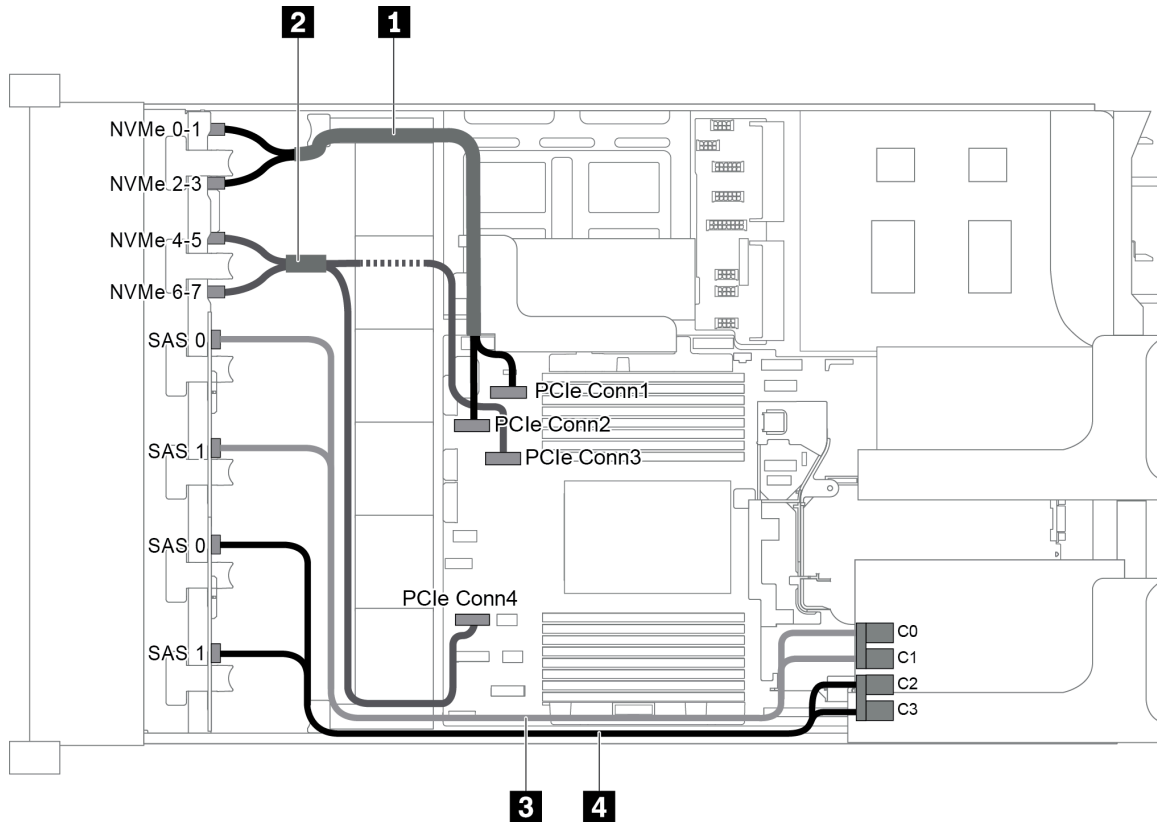 2 1
NVMe 0-1
NVMe 2-3
NVMe 4-5
NVMe 6-7
SAS 0
PCIe Conn1
PCIe Conn2
SAS 1
PCIe Conn3
SAS 0
PCIe Conn4
C0
SAS 1
C1
C2
C3
3 4